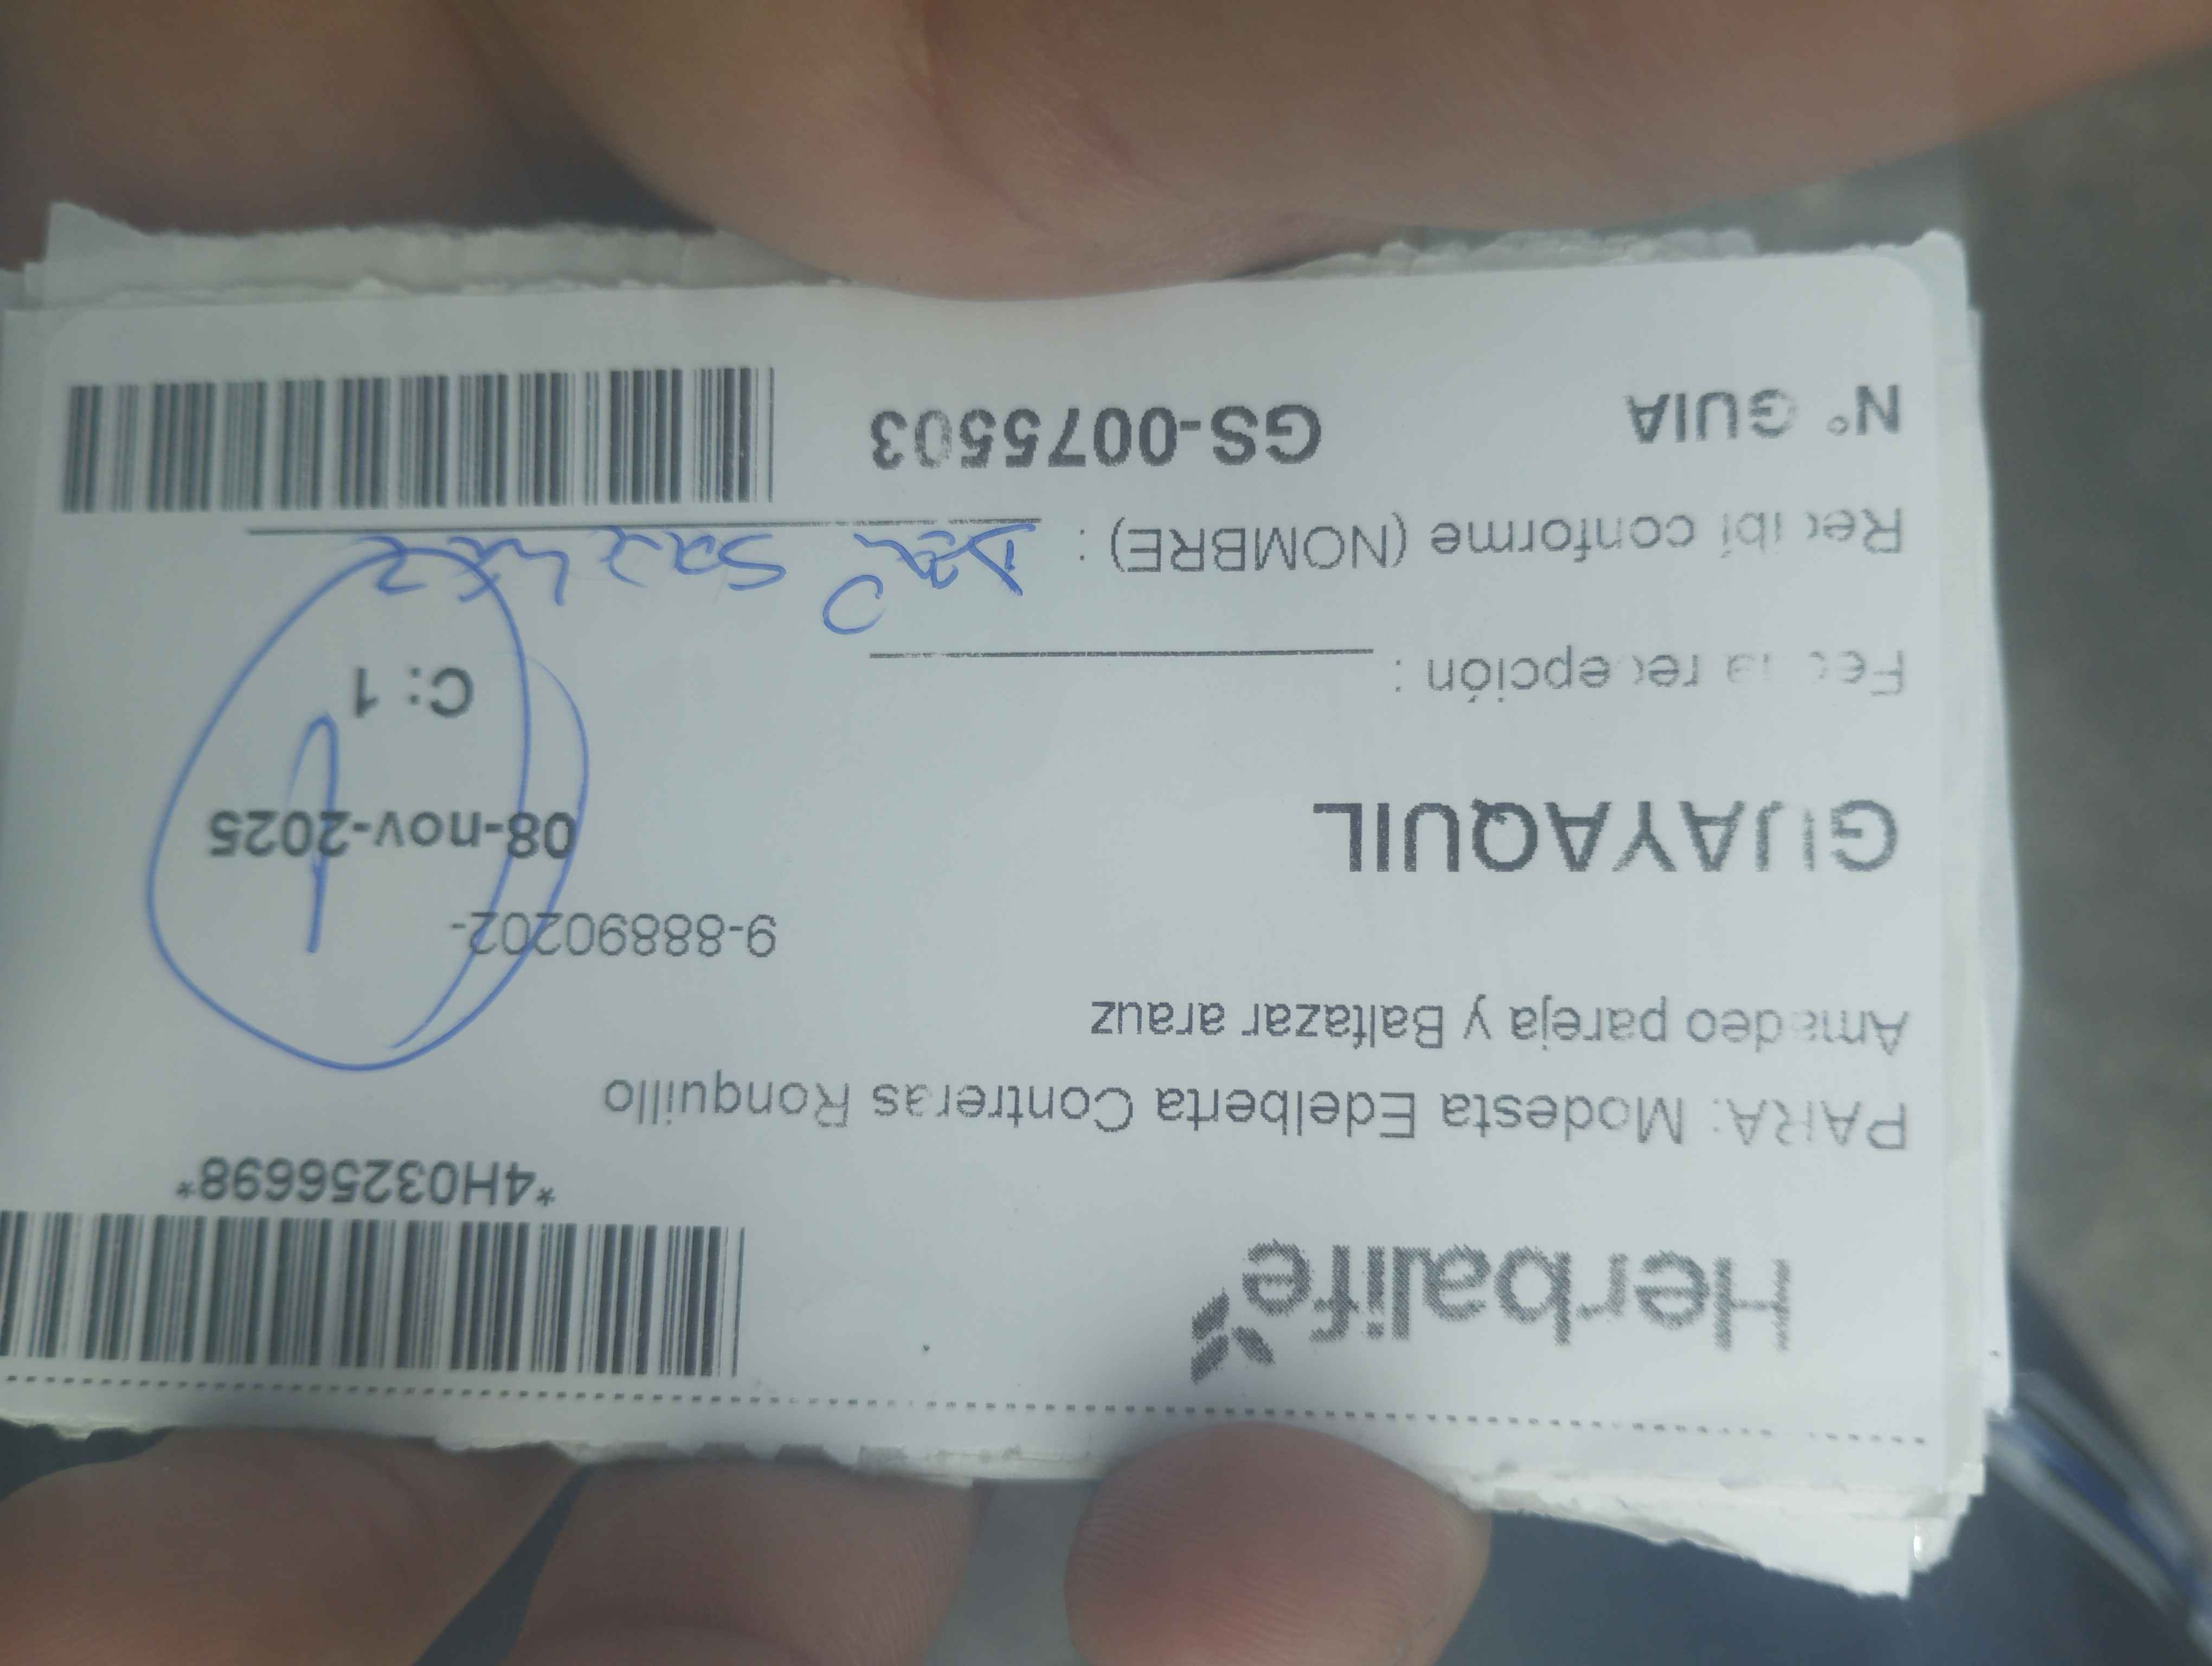 Herbalife
*4H03256698*
PARA: Modesta Edelberta Contreras Ronquillo
Amadeo pareja y Baltazar arauz
9-88890202-
GUAYAQUIL
08-nov-2025
C: 1
Fecha recepción :
Recibi conforme (NOMBRE) :
N° GUIA GS-0075503